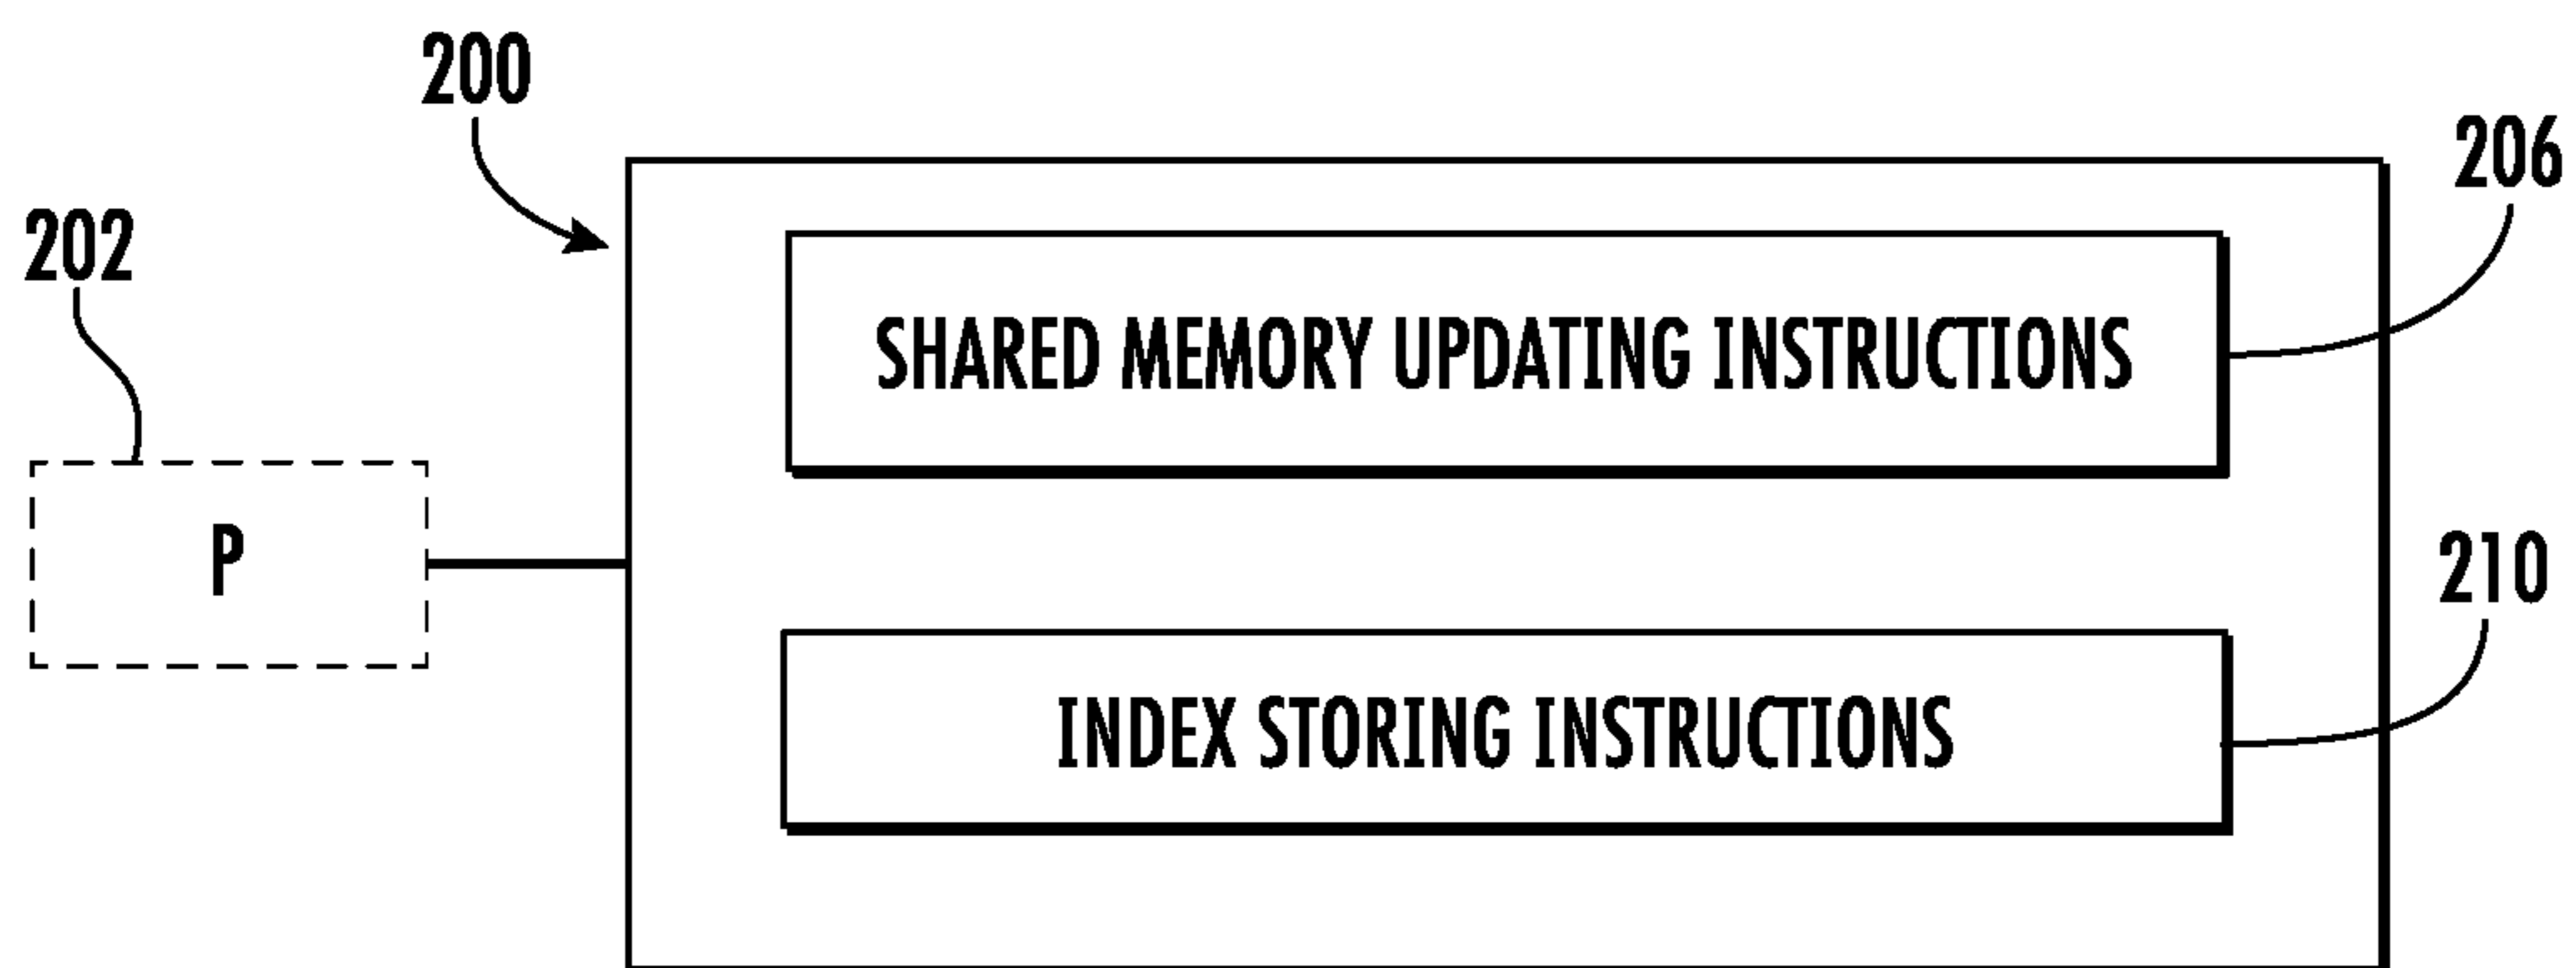 200
206
202
SHARED MEMORY UPDATING INSTRUCTIONS
P
210
INDEX STORING INSTRUCTIONS